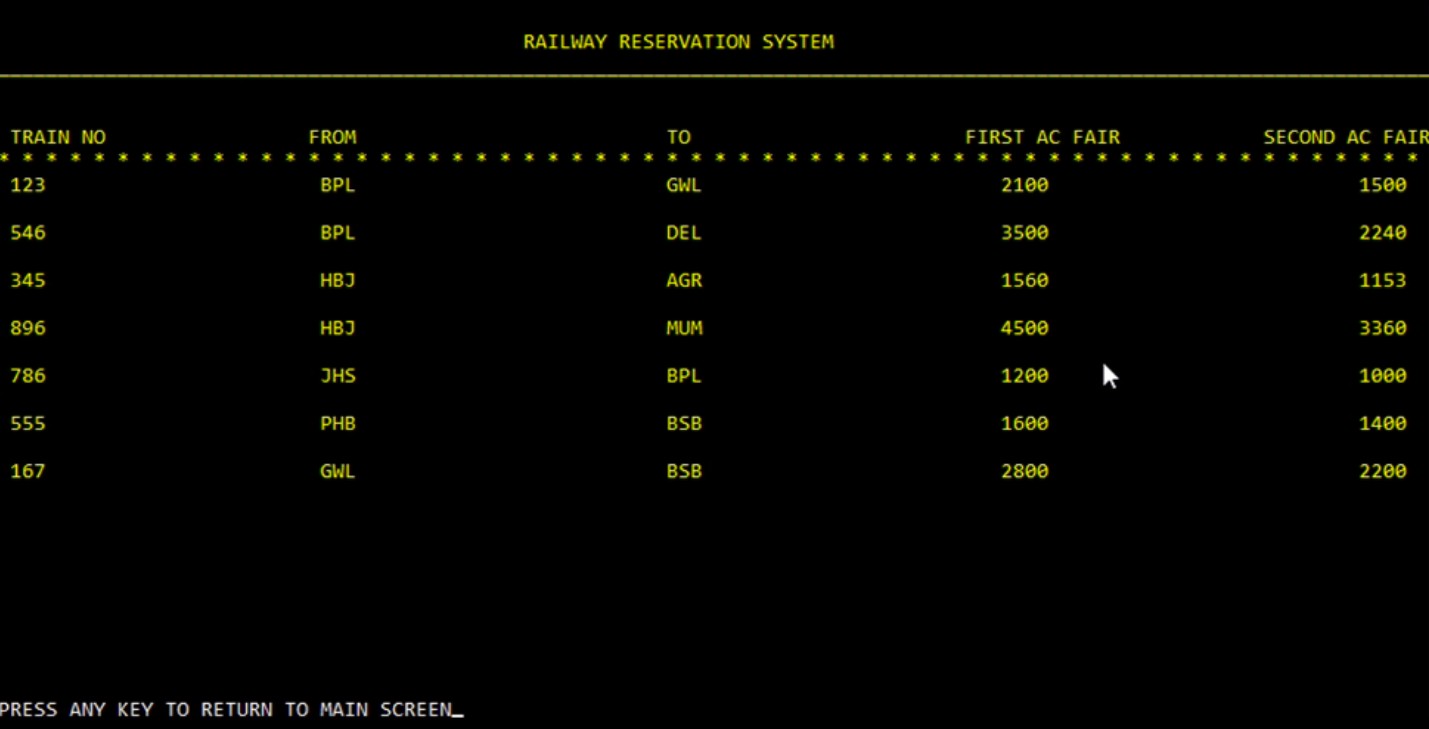 RAILWAY RESERVATION SYSTEM
TRAIN NO FROM TO FIRST AC FAIR SECOND AC FAIR
* * * * * * * * * * * * * * * * * * * * * * * * * * * * * * * * * * * * * * * * * * * * * * * * * * * * * * * * * * * *
123 BPL GWL 2100 1500
546 BPL DEL 3500 2240
345 HBJ AGR 1560 1153
896 HBJ MUM 4500 3360
786 JHS BPL 1200 1000
555 PHB BSB 1600 1400
167 GWL BSB 2800 2200
PRESS ANY KEY TO RETURN TO MAIN SCREEN_